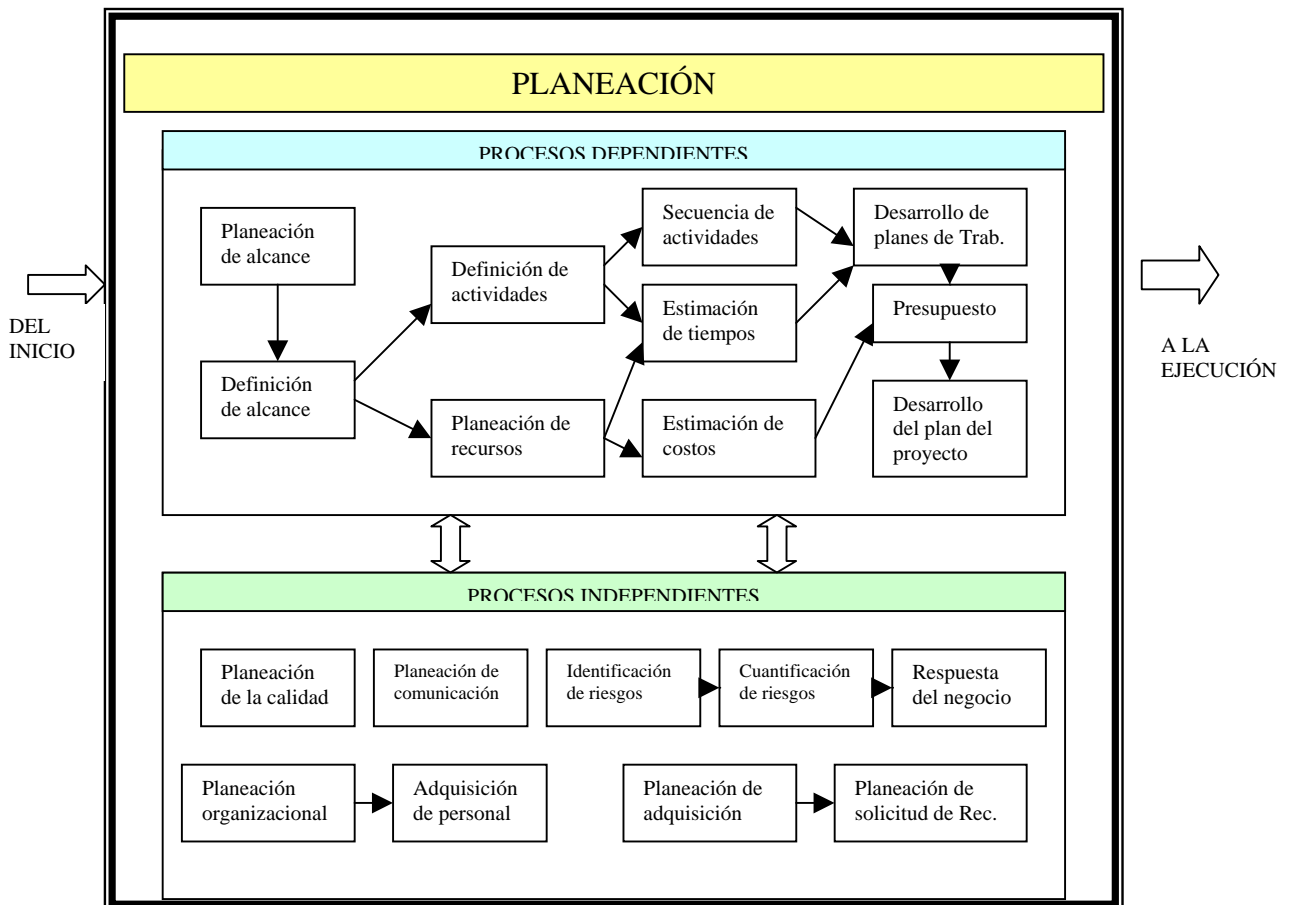 PLANEACIÓN
PROCESOS DEPENDIENTES
Planeación
de alcance
Definición
de alcance
Definición de
actividades
Planeación de
recursos
Secuencia de
actividades
Estimación
de tiempos
Estimación de
costos
Desarrollo de
planes de Trab.
Presupuesto
Desarrollo
del plan del
proyecto
DEL
INICIO
A LA
EJECUCIÓN
PROCESOS INDEPENDIENTES
Planeación
de la calidad
Planeación de
comunicación
Identificación
de riesgos
Cuantificación
de riesgos
Respuesta
del negocio
Planeación
organizacional
Adquisición
de personal
Planeación de
adquisición
Planeación de
solicitud de Rec.